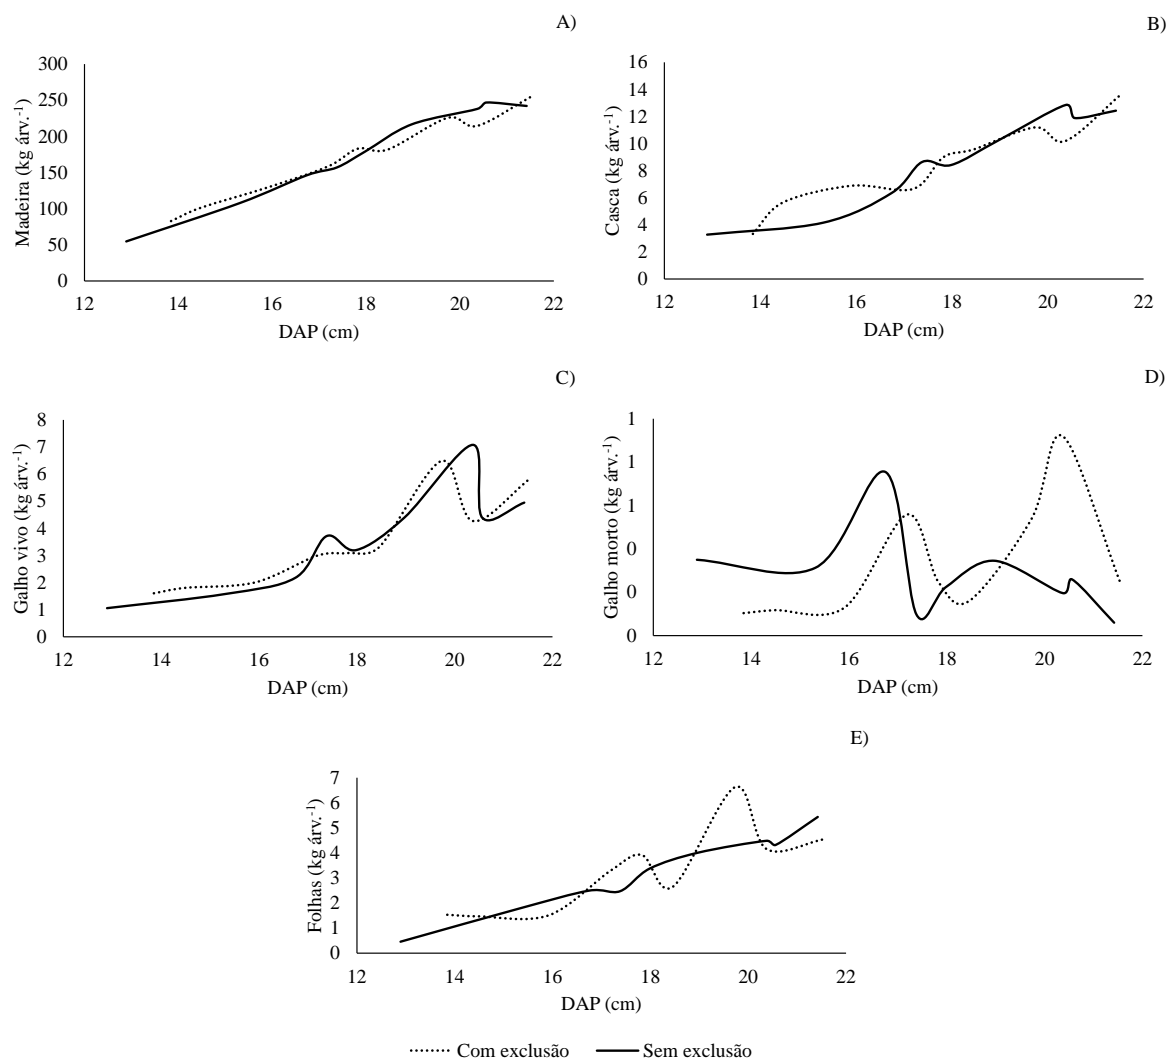 A)
Madeira (kg árv.⁻¹)
300
250
200
150
100
50
0
12 14 16 18 20 22
DAP (cm)
B)
Casca (kg árv.⁻¹)
16
14
12
10
8
6
4
2
0
12 14 16 18 20 22
DAP (cm)
C)
Galho vivo (kg árv.⁻¹)
8
7
6
5
4
3
2
1
0
12 14 16 18 20 22
DAP (cm)
D)
Galho morto (kg árv.⁻¹)
1
1
1
0
0
0
12 14 16 18 20 22
DAP (cm)
E)
Folhas (kg árv.⁻¹)
7
6
5
4
3
2
1
0
12 14 16 18 20 22
DAP (cm)
Com exclusão Sem exclusão